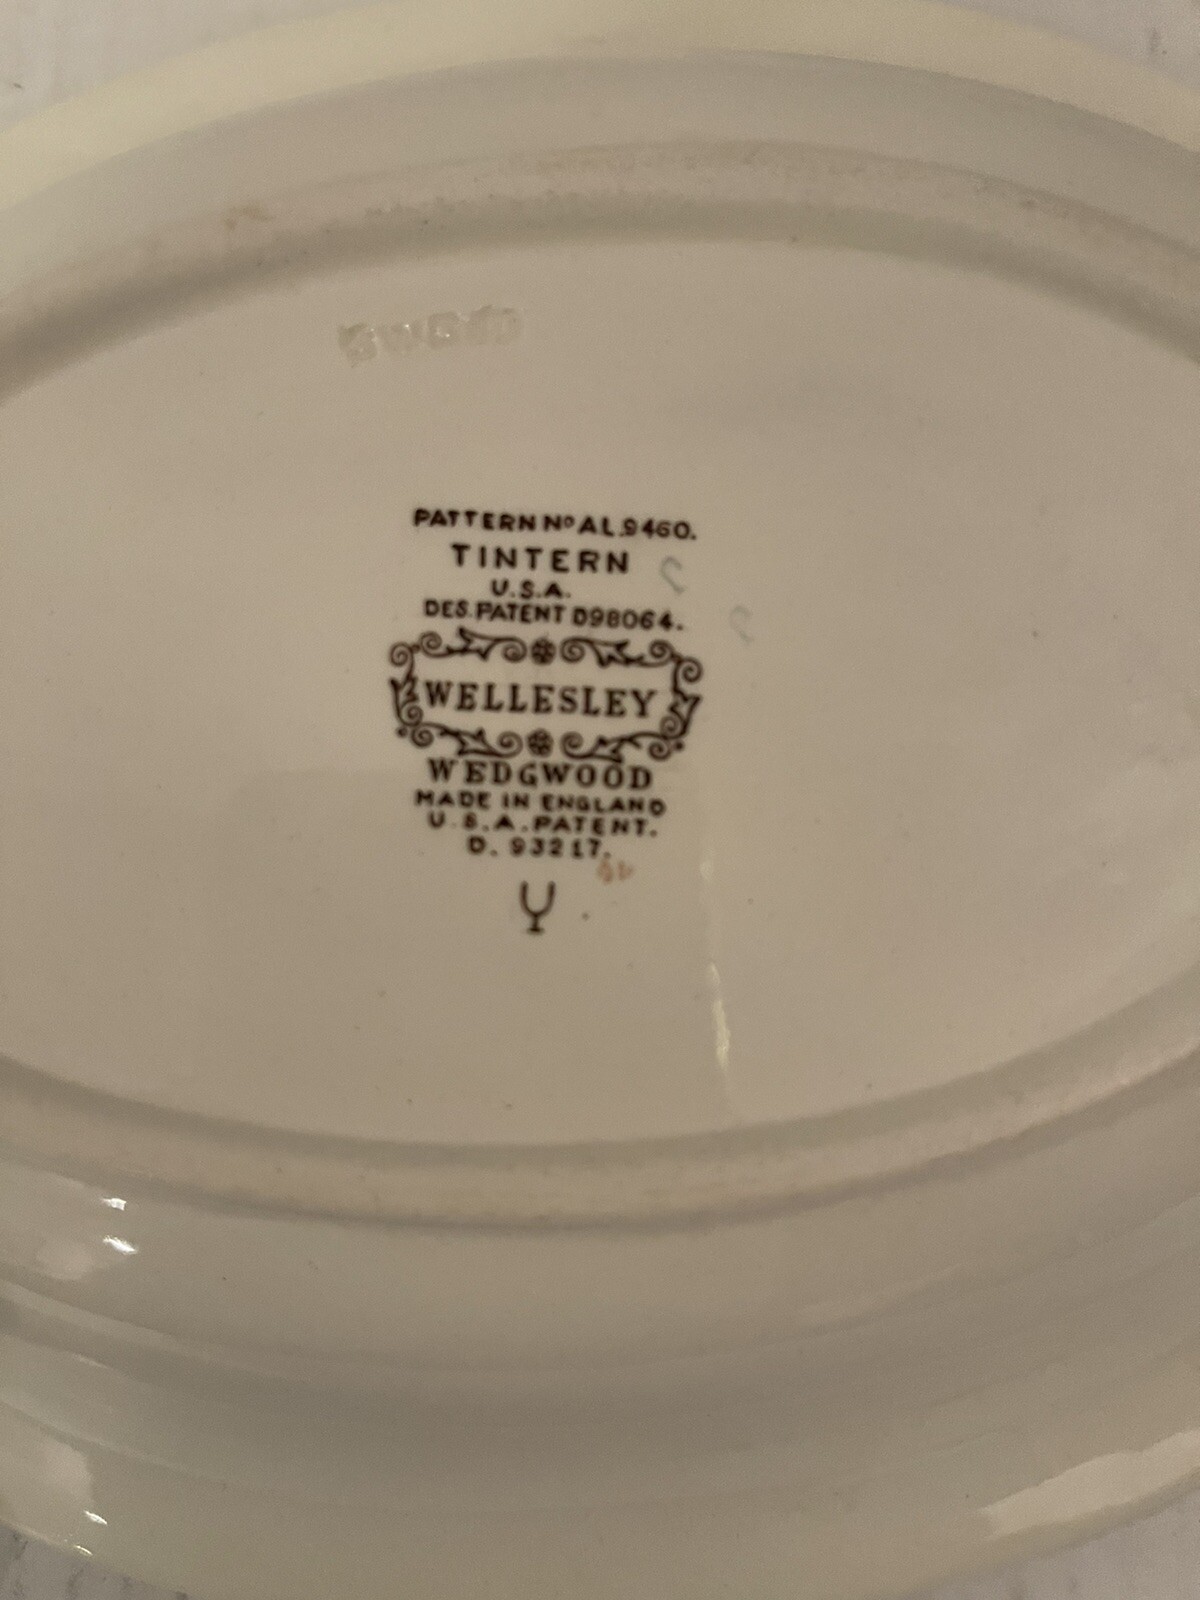 PATTERN Nº AL.9460.
TINTERN
U.S.A.
DES. PATENT D98064.
WELLESLEY
WEDGWOOD
MADE IN ENGLAND
U.S.A. PATENT.
D. 93217.
Y